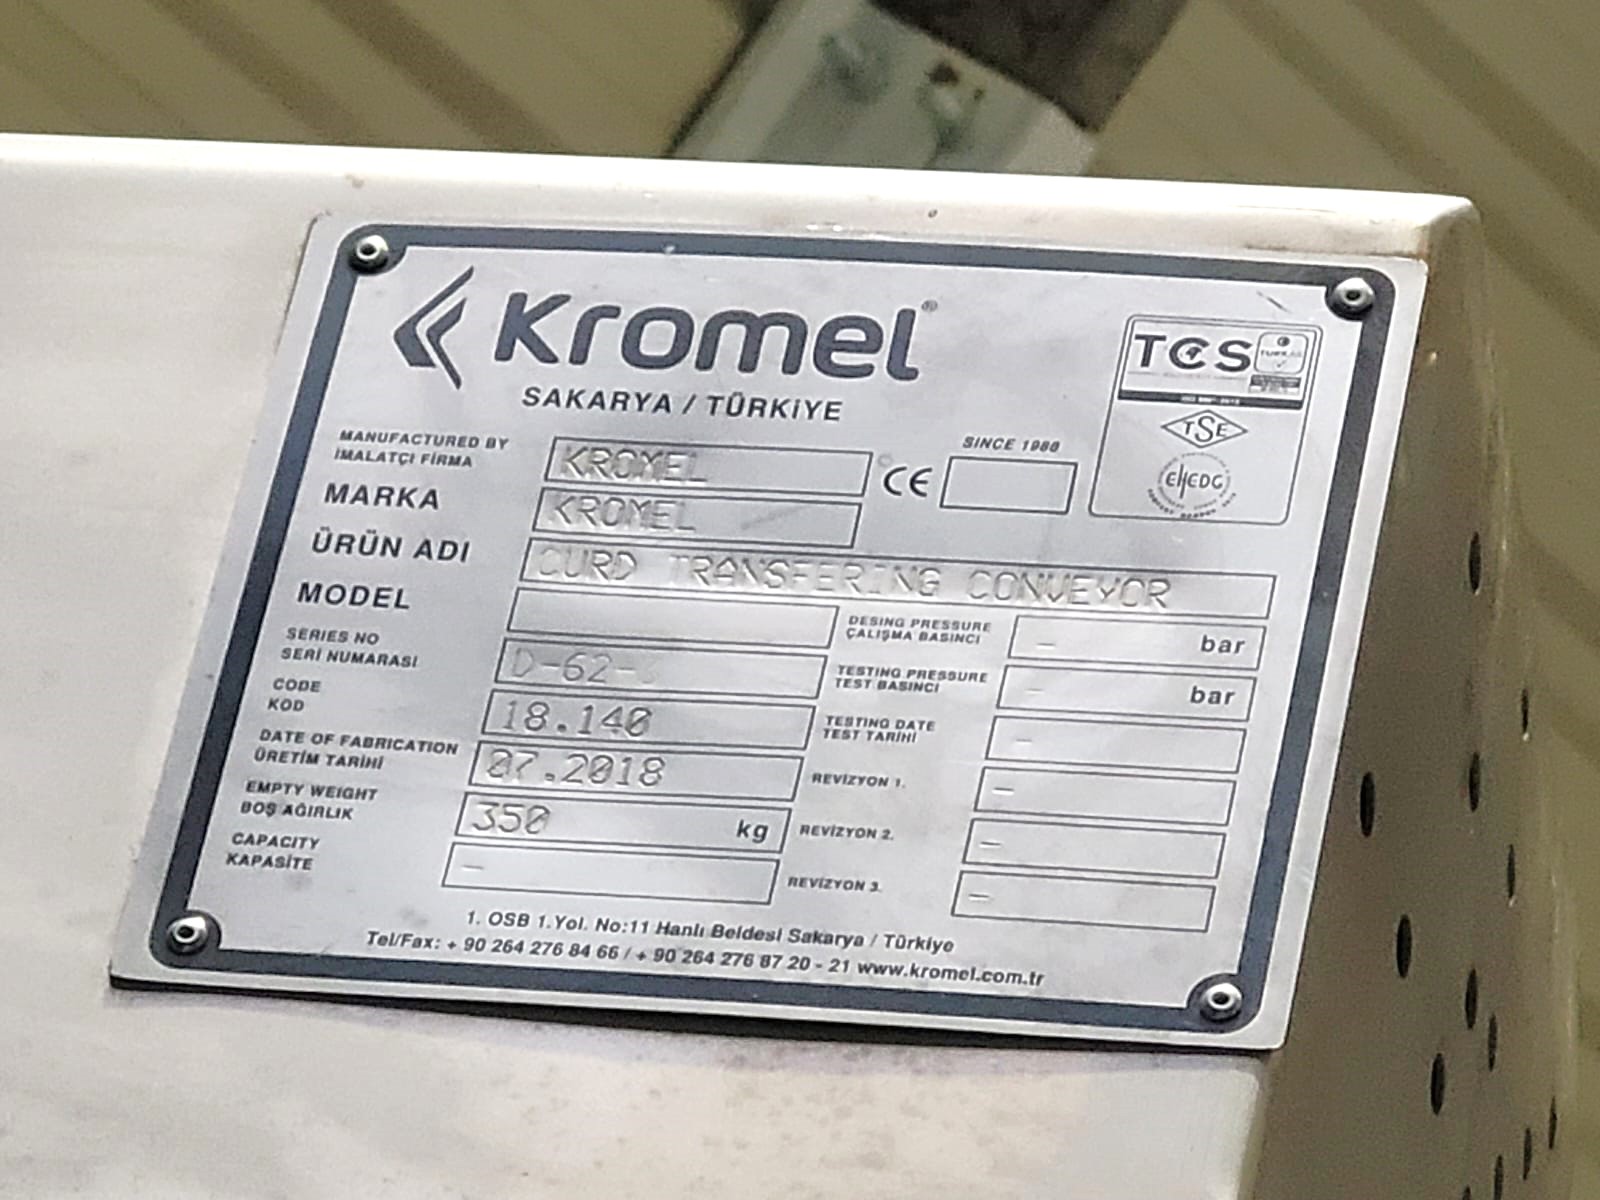 Kromel®
SAKARYA / TÜRKİYE
TCS
TSE
EHEDG
MANUFACTURED BY
İMALATÇI FİRMA
KROMEL
CE
SINCE 1980
MARKA
KROMEL
ÜRÜN ADI
CURD TRANSFERING CONVEYOR
MODEL
DESING PRESSURE
ÇALIŞMA BASINCI
- bar
SERIES NO
SERİ NUMARASI
D-62-
TESTING PRESSURE
TEST BASINCI
- bar
CODE
KOD
18.140
TESTING DATE
TEST TARİHİ
-
DATE OF FABRICATION
ÜRETİM TARİHİ
07.2018
REVİZYON 1.
-
EMPTY WEIGHT
BOŞ AĞIRLIK
350 kg
REVİZYON 2.
-
CAPACITY
KAPASİTE
-
REVİZYON 3.
-
1. OSB 1.Yol. No:11 Hanlı Beldesi Sakarya / Türkiye
Tel/Fax: + 90 264 276 84 66 / + 90 264 276 87 20 - 21 www.kromel.com.tr